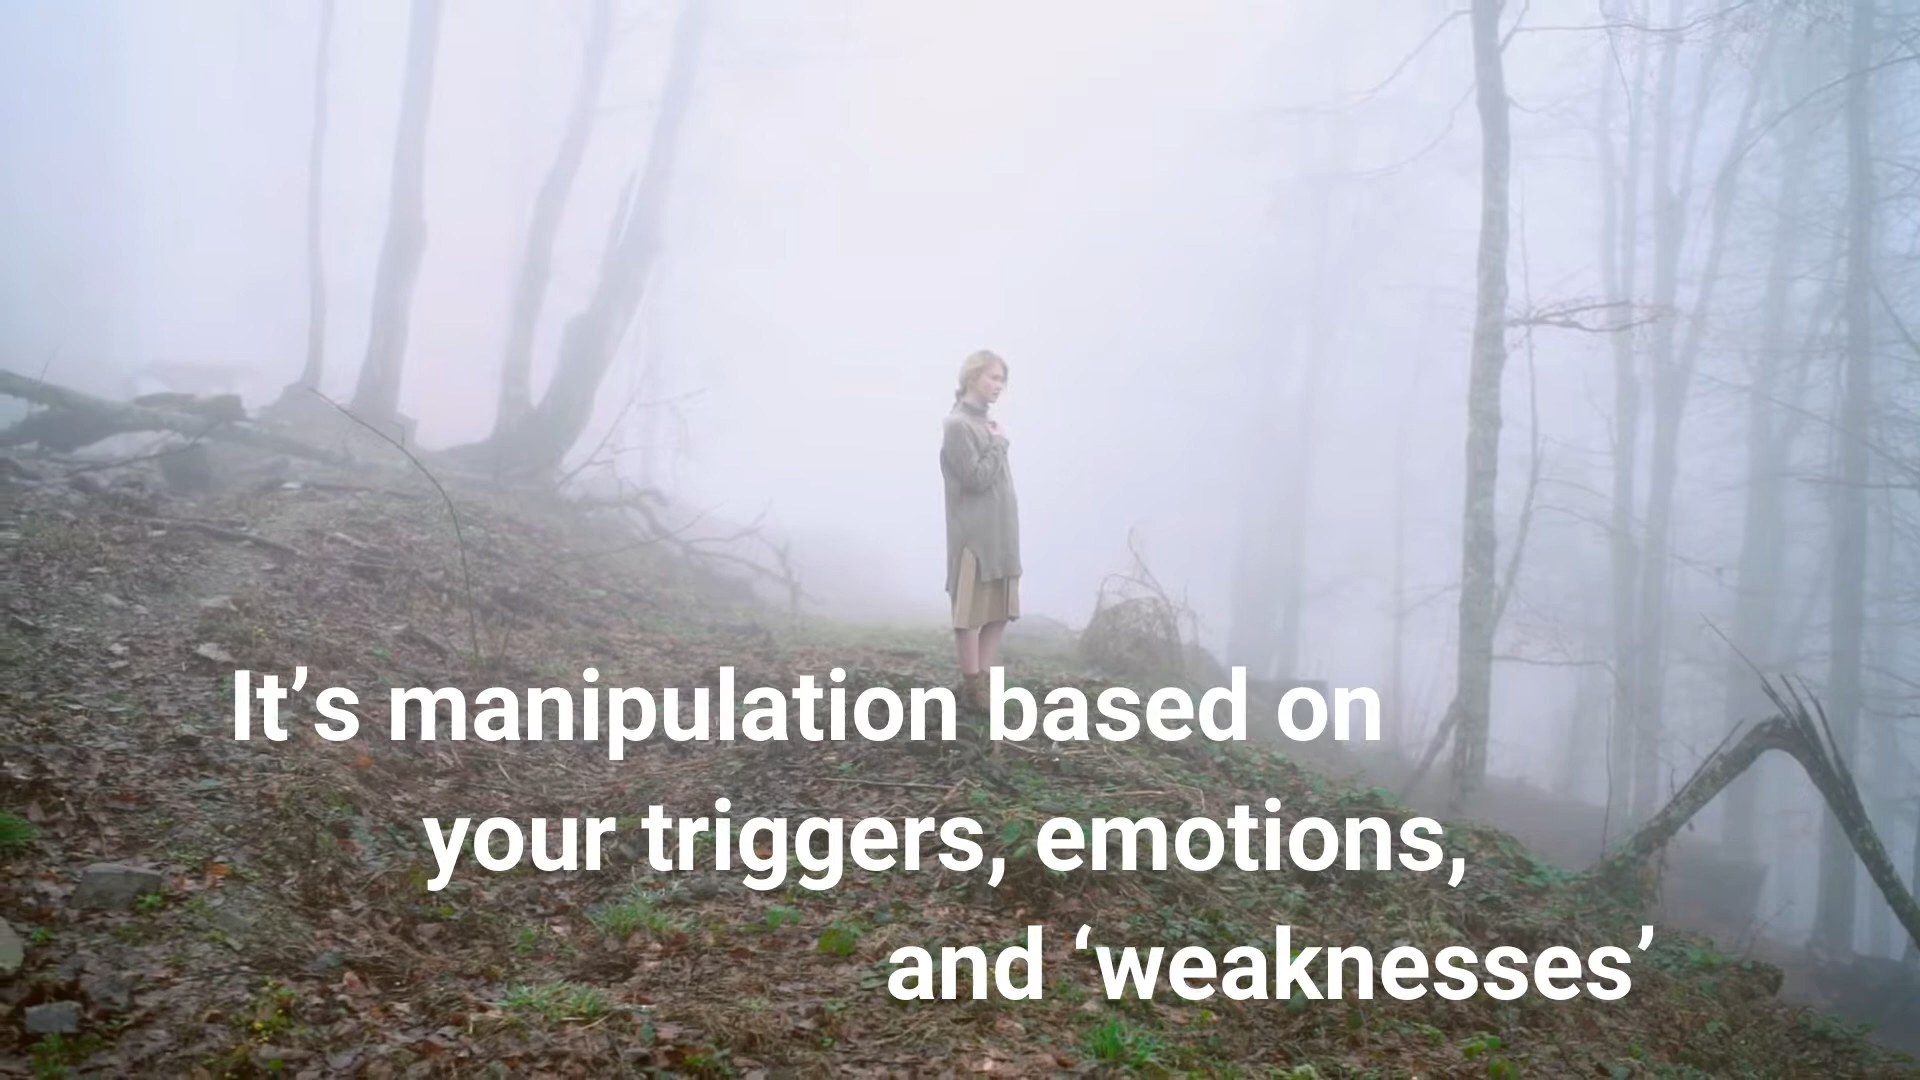 It’s manipulation based on
your triggers, emotions,
and ‘weaknesses’